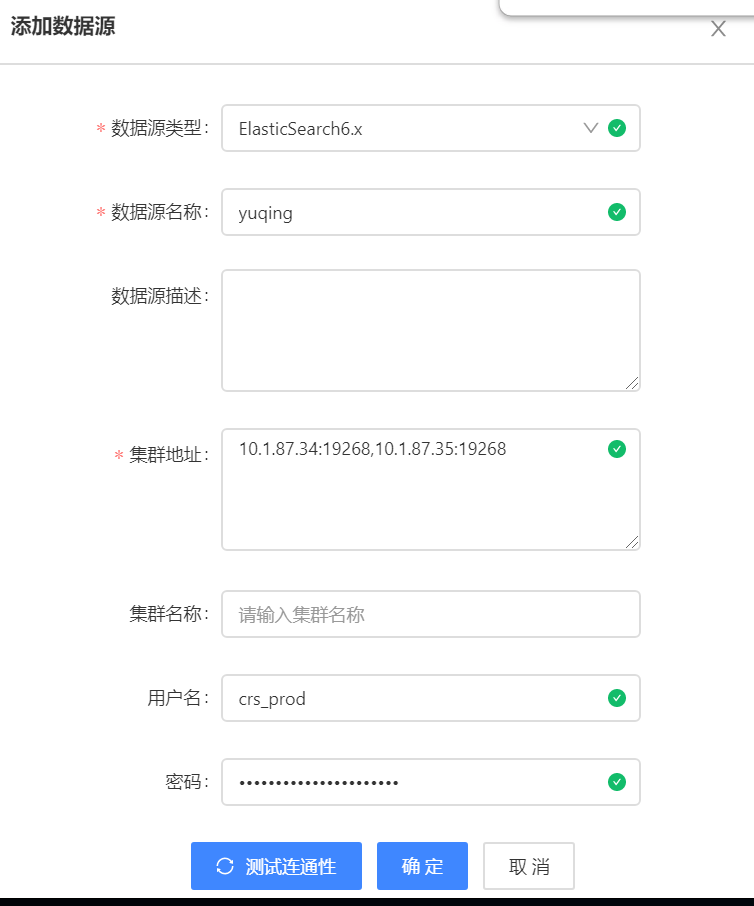 添加数据源
* 数据源类型: ElasticSearch6.x
* 数据源名称: yuqing
数据源描述:
* 集群地址: 10.1.87.34:19268,10.1.87.35:19268
集群名称: 请输入集群名称
用户名: crs_prod
密码: ••••••••••••••••••••••
测试连通性 确 定 取 消